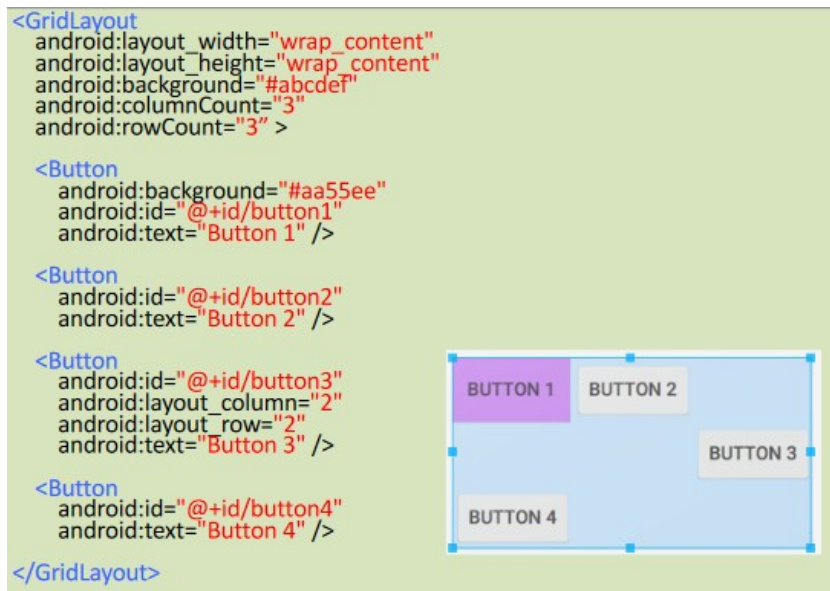 <GridLayout
android:layout_width="wrap_content"
android:layout_height="wrap_content"
android:background="#abcdef"
android:columnCount="3"
android:rowCount="3” >
<Button
android:background="#aa55ee"
android:id="@+id/button1"
android:text="Button 1" />
<Button
android:id="@+id/button2"
android:text="Button 2" />
<Button
android:id="@+id/button3"
android:layout_column="2"
android:layout_row="2"
android:text="Button 3" />
<Button
android:id="@+id/button4"
android:text="Button 4" />
</GridLayout>
BUTTON 1 BUTTON 2
BUTTON 3
BUTTON 4